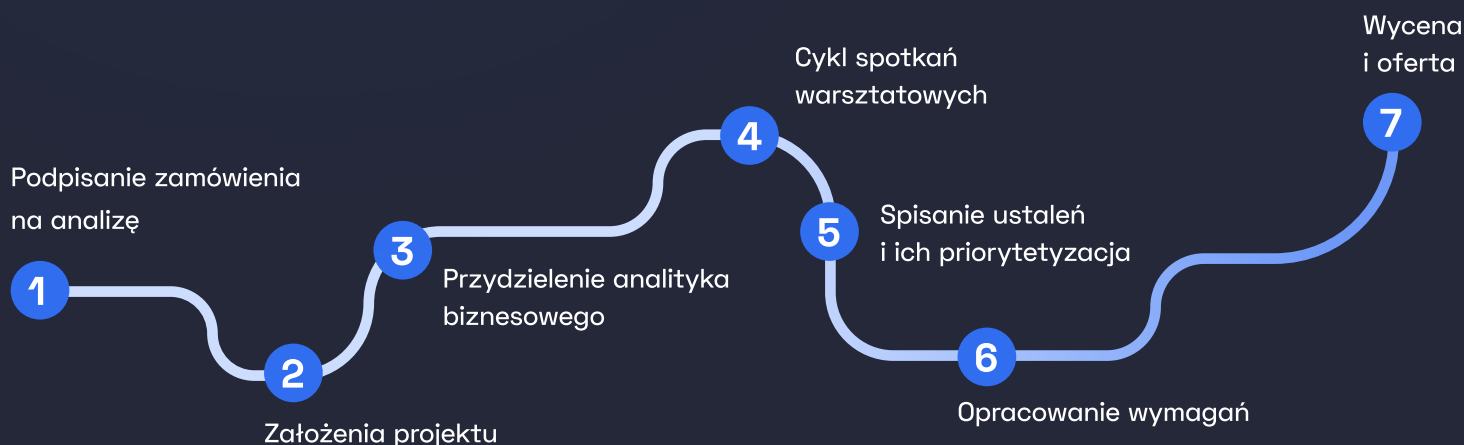 1
Podpisanie zamówienia
na analizę
2
Założenia projektu
3
Przydzielenie analityka
biznesowego
4
Cykl spotkań
warsztatowych
5
Spisanie ustaleń
i ich priorytetyzacja
6
Opracowanie wymagań
7
Wycena
i oferta